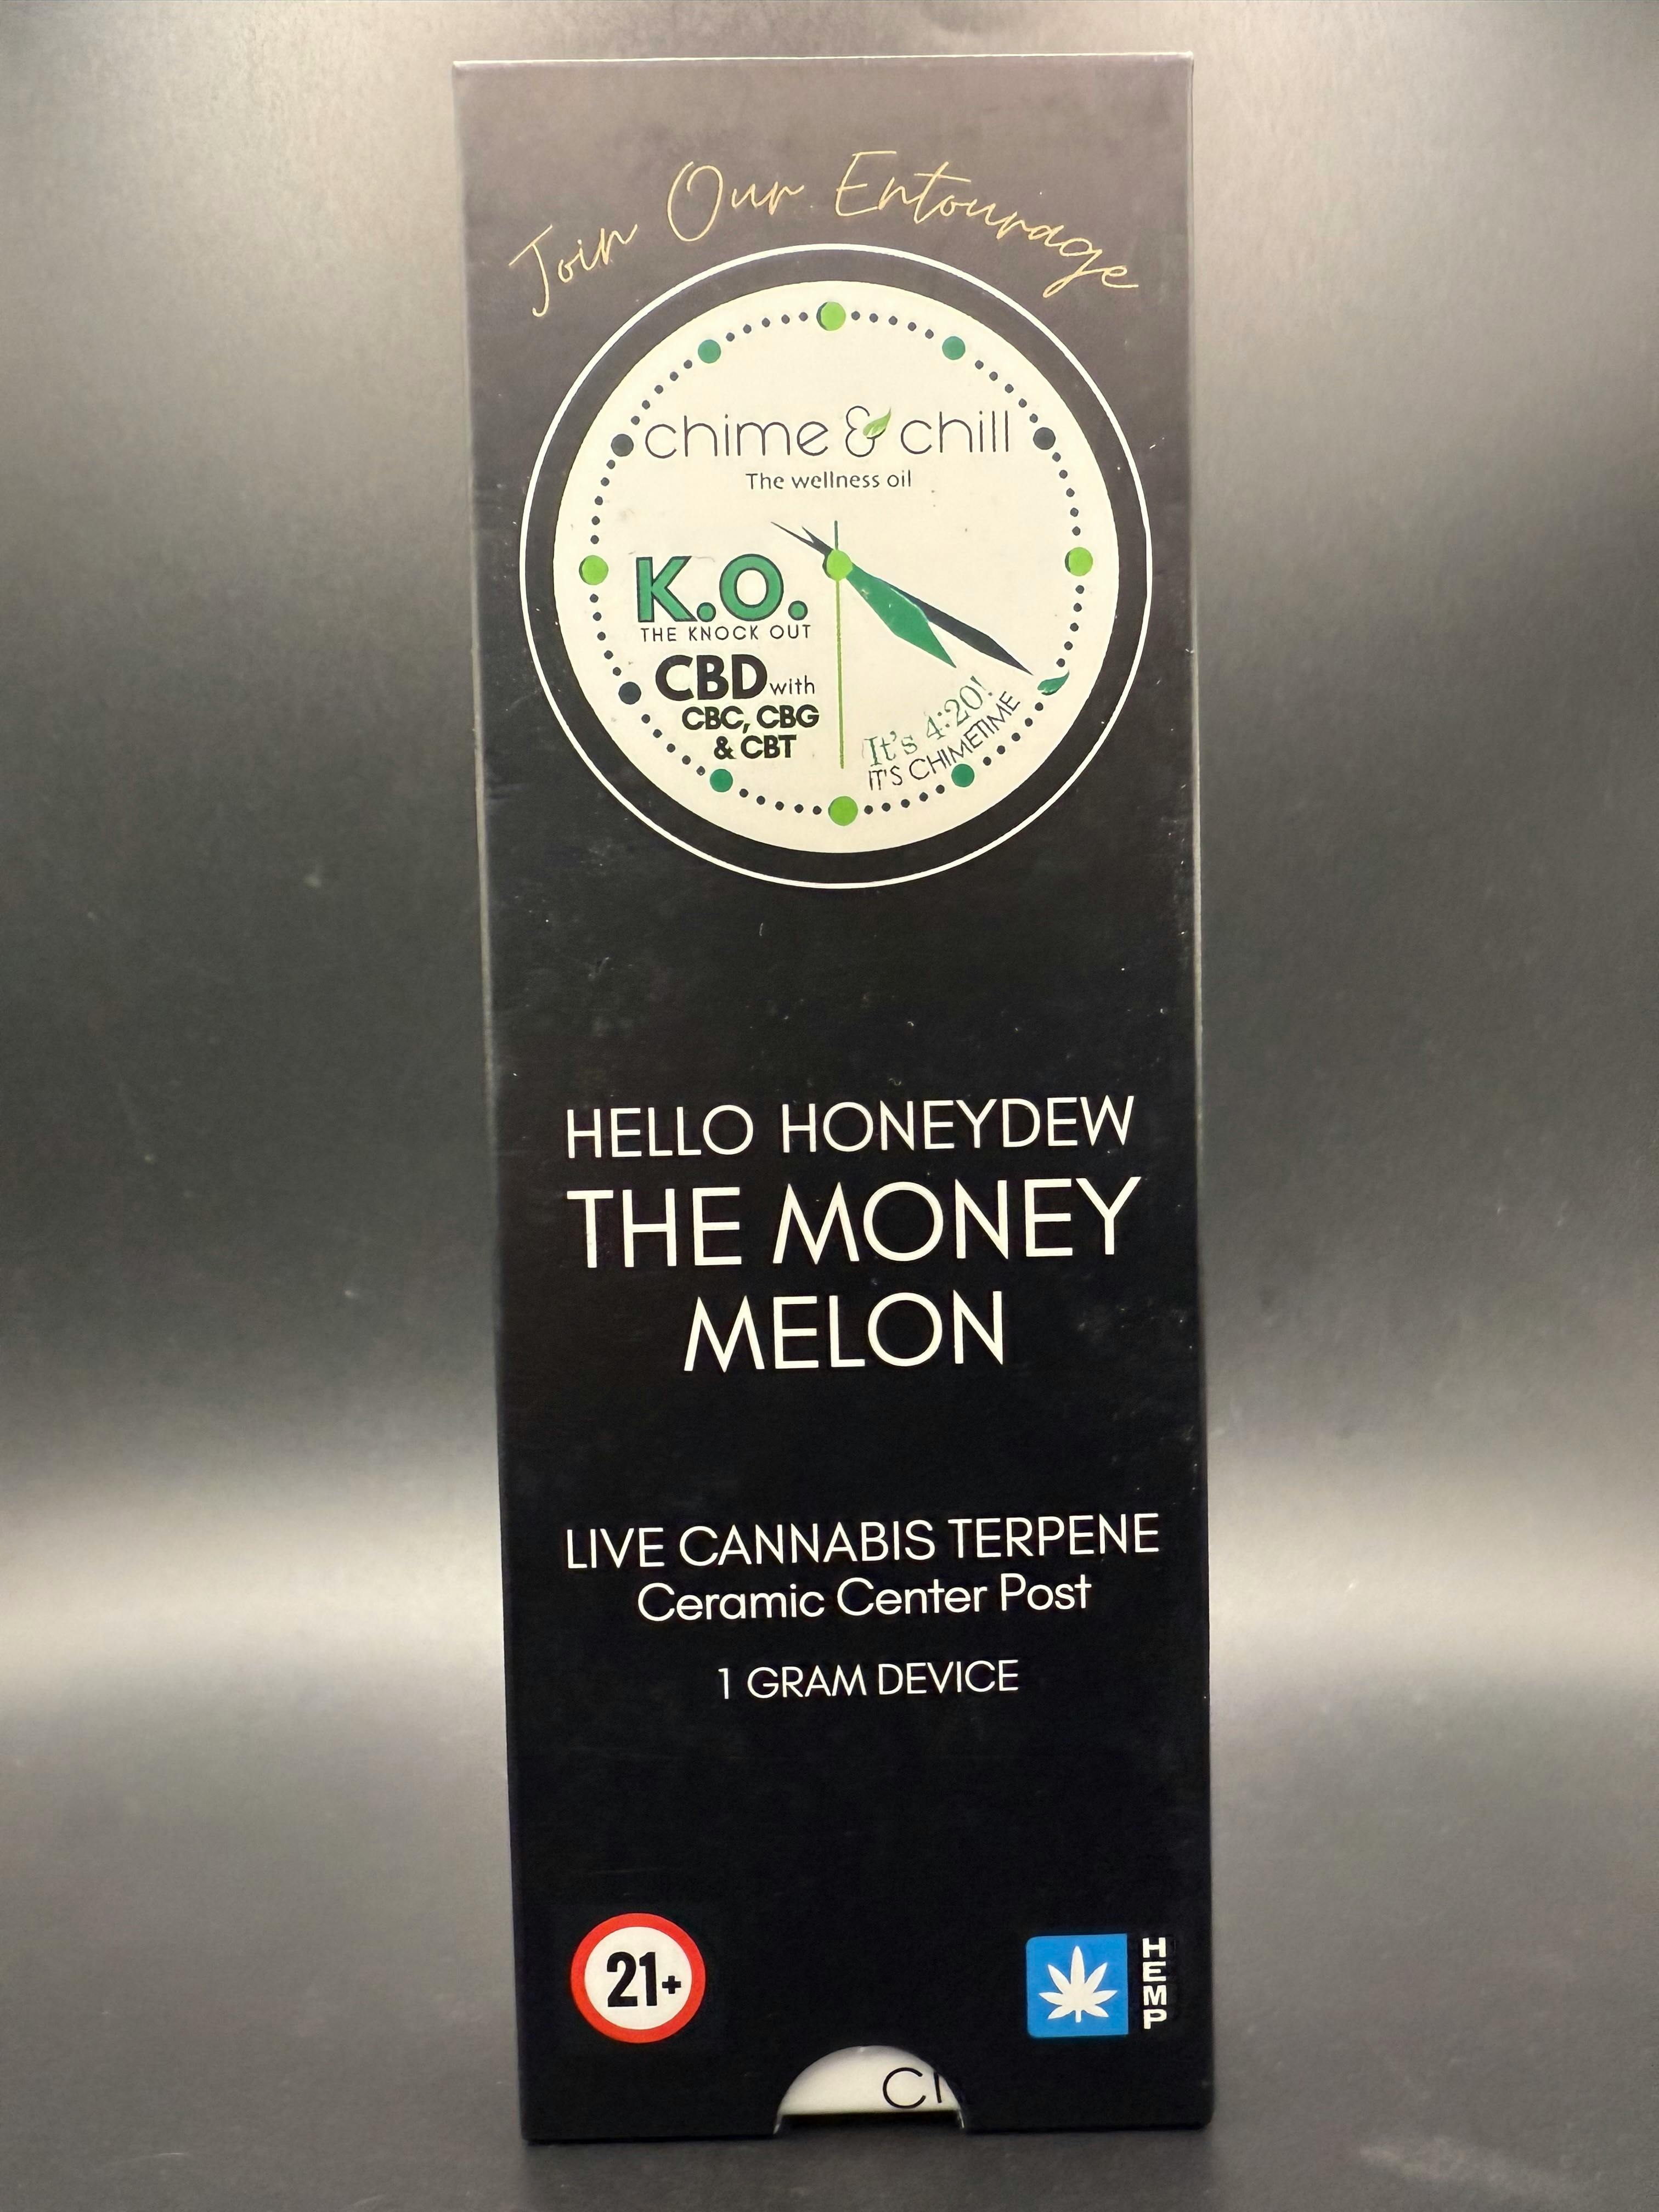 Join Our Entourage
chime & chill
The wellness oil
K.O.
THE KNOCK OUT
CBD with
CBC, CBG
& CBT
It's 4:20!
IT'S CHIMETIME
HELLO HONEYDEW
THE MONEY
MELON
LIVE CANNABIS TERPENE
Ceramic Center Post
1 GRAM DEVICE
21+
HEMP